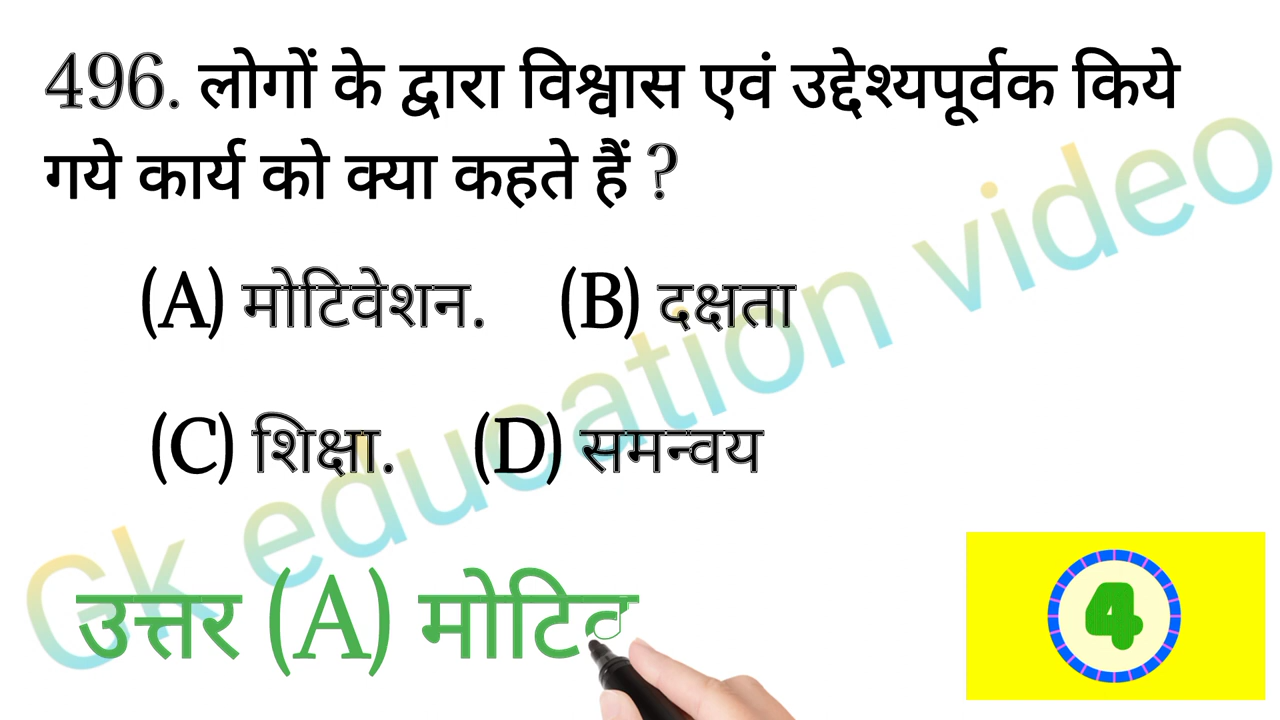 496. लोगों के द्वारा विश्वास एवं उद्देश्यपूर्वक किये
गये कार्य को क्या कहते हैं ?
(A) मोटिवेशन. (B) दक्षता
(C) शिक्षा. (D) समन्वय
Gk education video
उत्तर (A) मोटिव
4